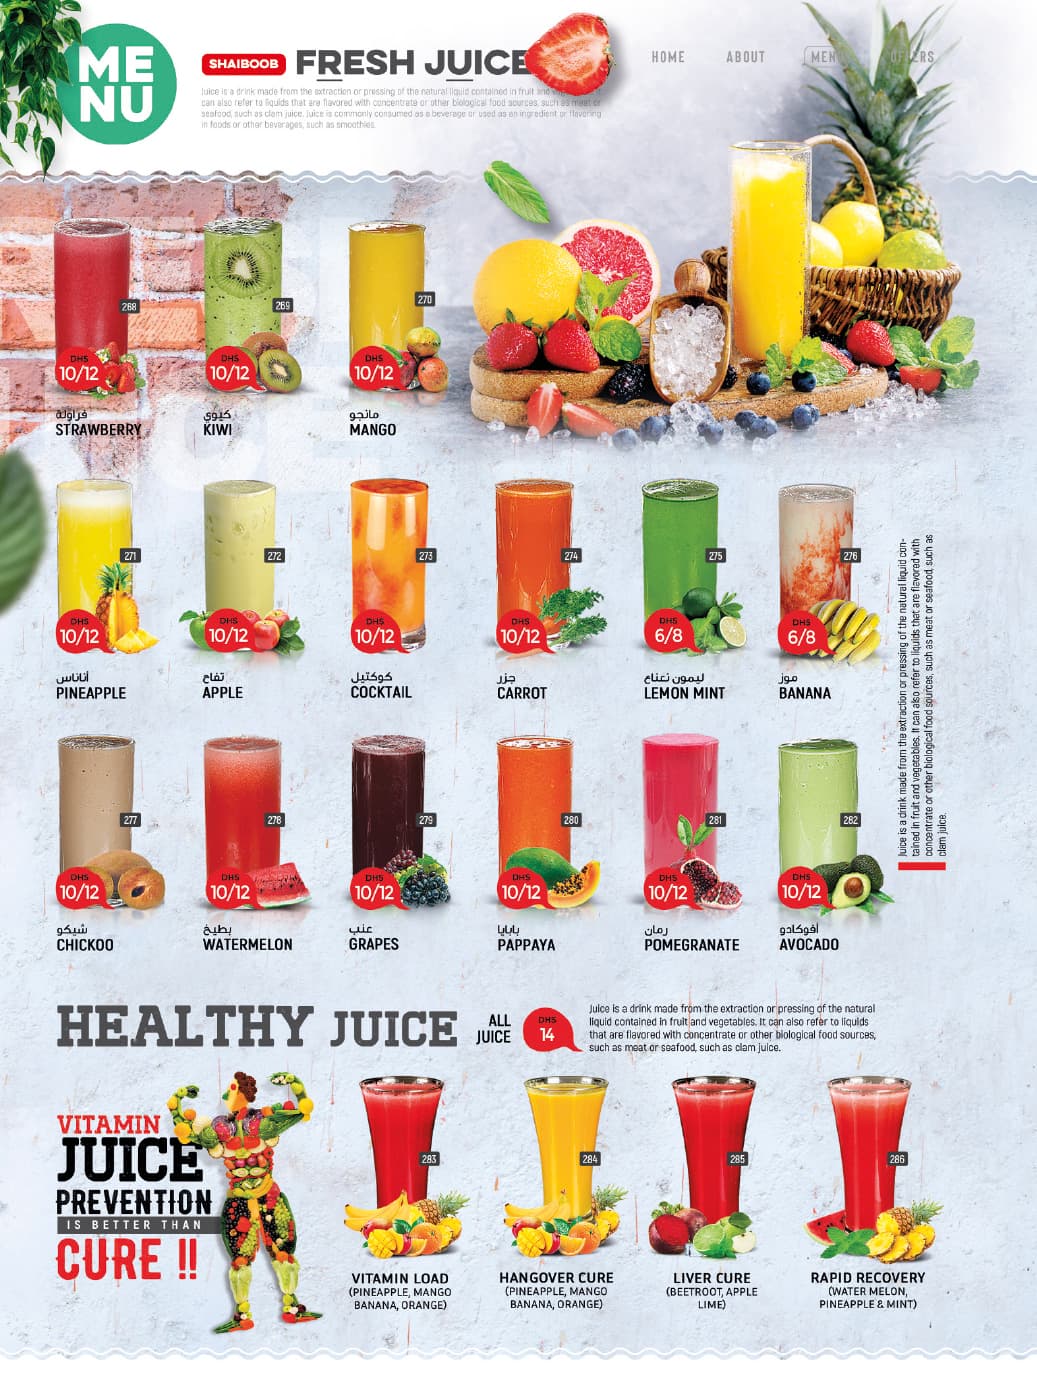 ME
NU
SHAIBOOB
FRESH JUICE
HOME
ABOUT
MENU
OFFERS
Juice is a drink made from the extraction or pressing of the natural liquid contained in fruit and
can also refer to liquids that are flavored with concentrate or other biological food sources, such as meat or
seafood, such as clam juice. Juice is commonly consumed as a beverage or used as an ingredient or flavoring
in foods or other beverages, such as smoothies.
268
DHS
10/12
فراولة
STRAWBERRY
269
DHS
10/12
كيوي
KIWI
270
DHS
10/12
مانجو
MANGO
271
DHS
10/12
أناناس
PINEAPPLE
272
DHS
10/12
تفاح
APPLE
273
DHS
10/12
كوكتيل
COCKTAIL
274
DHS
10/12
جزر
CARROT
275
DHS
6/8
ليمون نعناع
LEMON MINT
276
DHS
6/8
موز
BANANA
Juice is a drink made from the extraction or pressing of the natural liquid con-
tained in fruit and vegetables. It can also refer to liquids that are flavored with
concentrate or other biological food sources, such as meat or seafood, such as
clam juice.
277
DHS
10/12
شيكو
CHICKOO
278
DHS
10/12
بطيخ
WATERMELON
279
DHS
10/12
عنب
GRAPES
280
DHS
10/12
بابايا
PAPPAYA
281
DHS
10/12
رمان
POMEGRANATE
282
DHS
10/12
أفوكادو
AVOCADO
HEALTHY JUICE
ALL
JUICE
DHS
14
Juice is a drink made from the extraction or pressing of the natural
liquid contained in fruit and vegetables. It can also refer to liquids
that are flavored with concentrate or other biological food sources,
such as meat or seafood, such as clam juice.
VITAMIN
JUICE
PREVENTION
IS BETTER THAN
CURE !!
283
VITAMIN LOAD
(PINEAPPLE, MANGO
BANANA, ORANGE)
284
HANGOVER CURE
(PINEAPPLE, MANGO
BANANA, ORANGE)
285
LIVER CURE
(BEETROOT, APPLE
LIME)
286
RAPID RECOVERY
(WATER MELON,
PINEAPPLE & MINT)